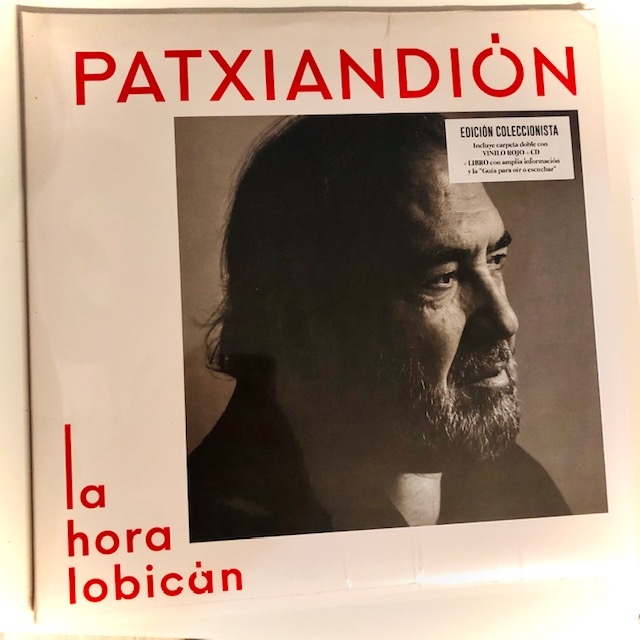 PATXIANDIÓN
EDICIÓN COLECCIONISTA
Incluye carpeta doble con
VINILO ROJO + CD
+ LIBRO con amplia información
y la "Guía para oír o escuchar"
la
hora
lobicán